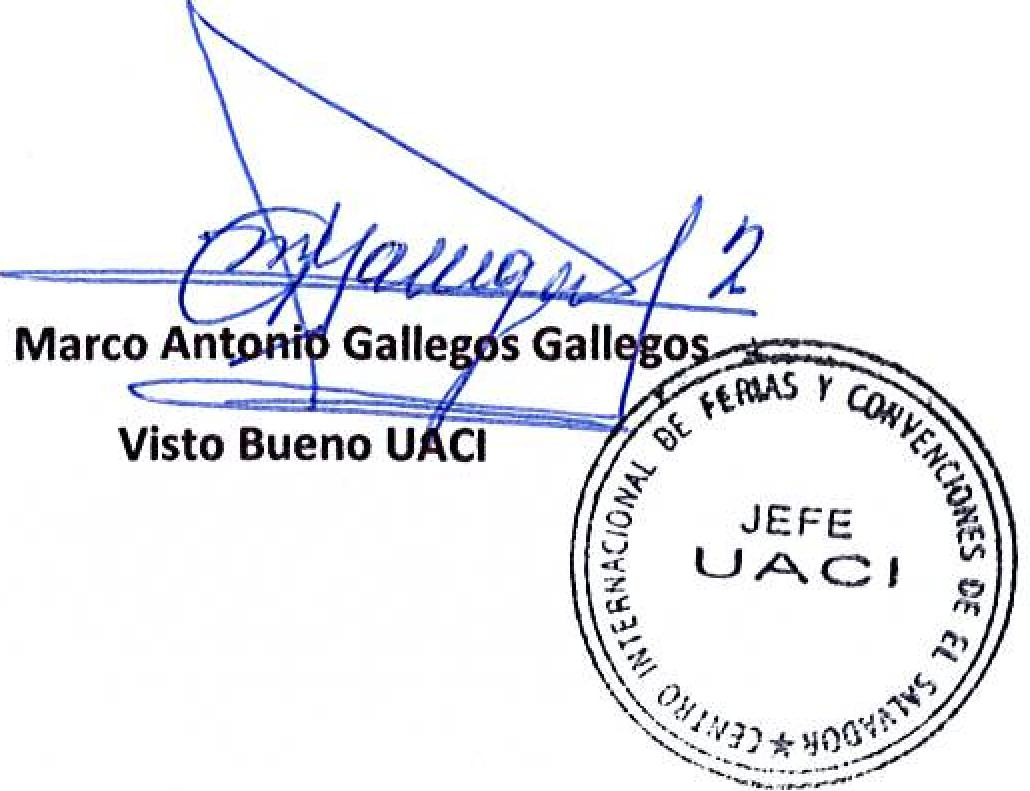 Marco Antonio Gallegos Gallegos
Visto Bueno UACI
CENTRO INTERNACIONAL DE FERIAS Y CONVENCIONES DE EL SALVADOR ★
JEFE
UACI